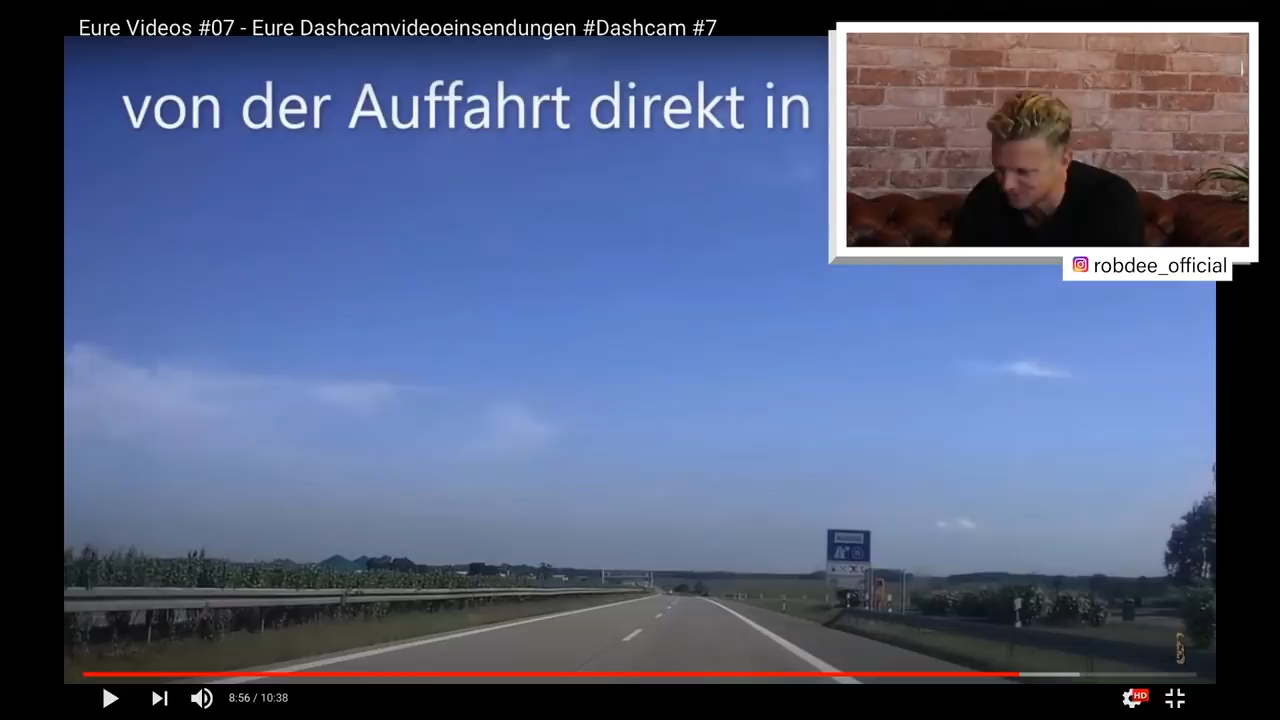 Eure Videos #07 - Eure Dashcamvideoeinsendungen #Dashcam #7
von der Auffahrt direkt in
robdee_official
8:56 / 10:38
HD